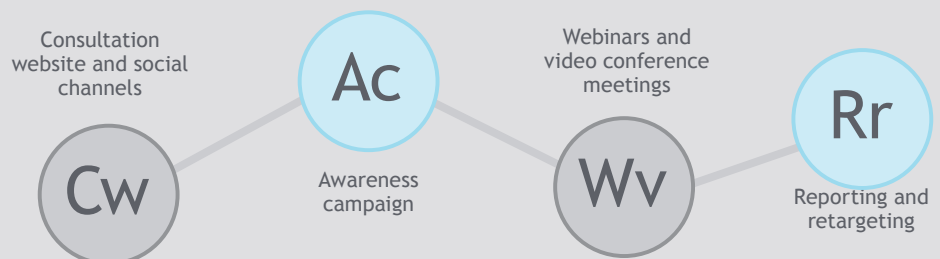 Consultation
website and social
channels
Cw
Ac
Awareness
campaign
Webinars and
video conference
meetings
Wv
Rr
Reporting and
retargeting